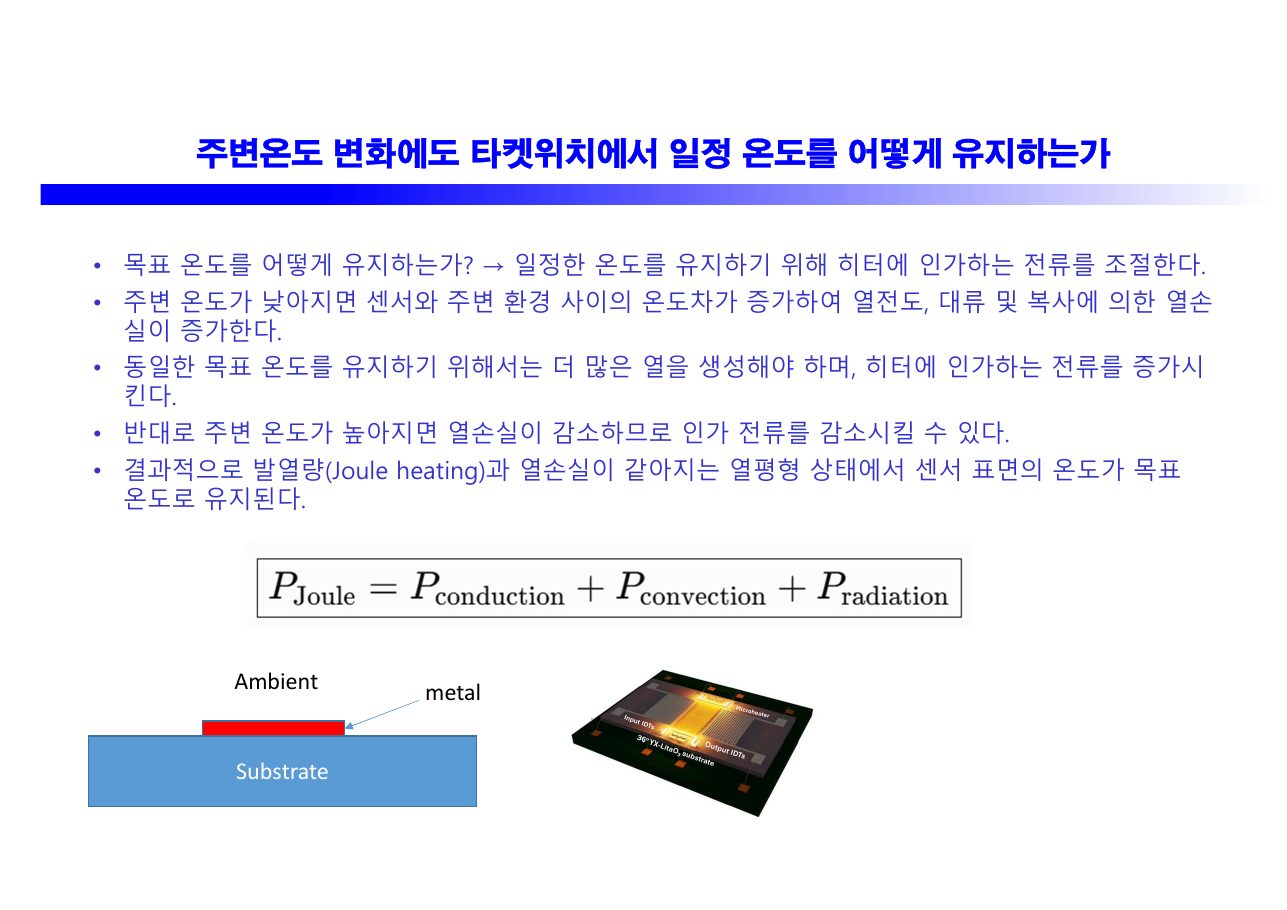 주변온도 변화에도 타켓위치에서 일정 온도를 어떻게 유지하는가
• 목표 온도를 어떻게 유지하는가? → 일정한 온도를 유지하기 위해 히터에 인가하는 전류를 조절한다.
• 주변 온도가 낮아지면 센서와 주변 환경 사이의 온도차가 증가하여 열전도, 대류 및 복사에 의한 열손
실이 증가한다.
• 동일한 목표 온도를 유지하기 위해서는 더 많은 열을 생성해야 하며, 히터에 인가하는 전류를 증가시
킨다.
• 반대로 주변 온도가 높아지면 열손실이 감소하므로 인가 전류를 감소시킬 수 있다.
• 결과적으로 발열량(Joule heating)과 열손실이 같아지는 열평형 상태에서 센서 표면의 온도가 목표
온도로 유지된다.
P_Joule = P_conduction + P_convection + P_radiation
Ambient
metal
Substrate
Microheater
Input IDTs
Output IDTs
36° YX-LitaO₃ substrate